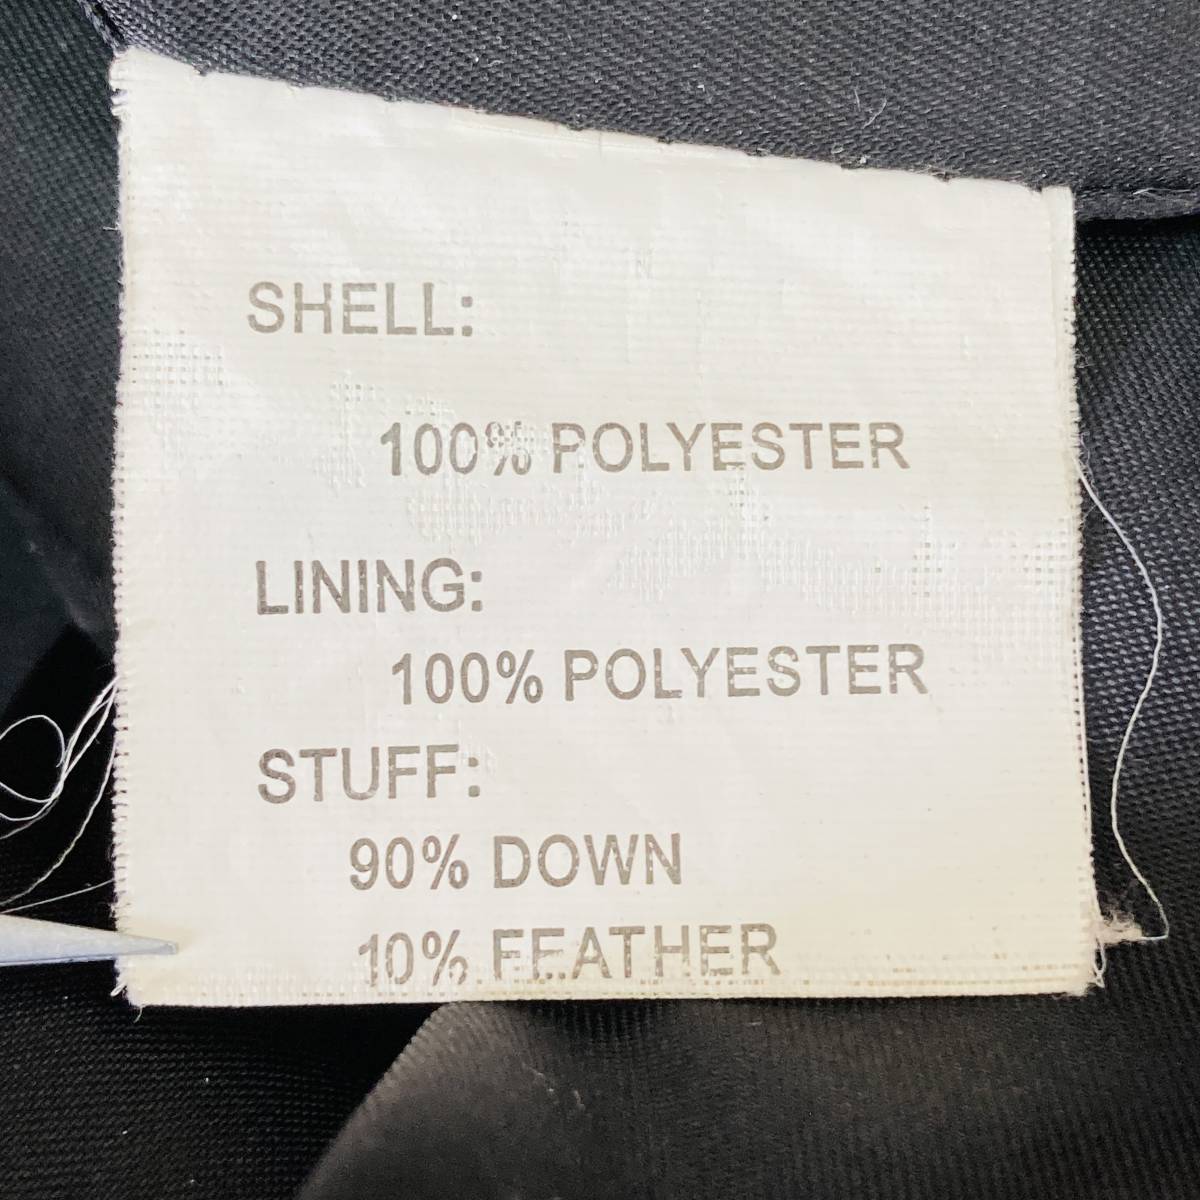 SHELL:
100% POLYESTER
LINING:
100% POLYESTER
STUFF:
90% DOWN
10% FEATHER